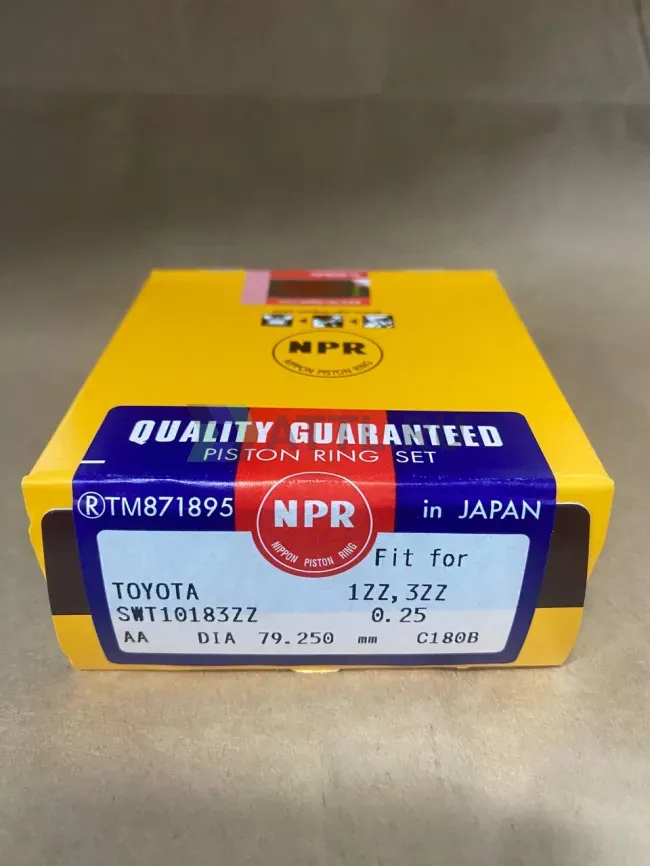 NPR
NIPPON PISTON RING
QUALITY GUARANTEED
PISTON RING SET
®TM871895
NPR
NIPPON PISTON RING
in JAPAN
Fit for
TOYOTA 1ZZ,3ZZ
SWT10183ZZ 0.25
AA DIA 79.250 mm C180B